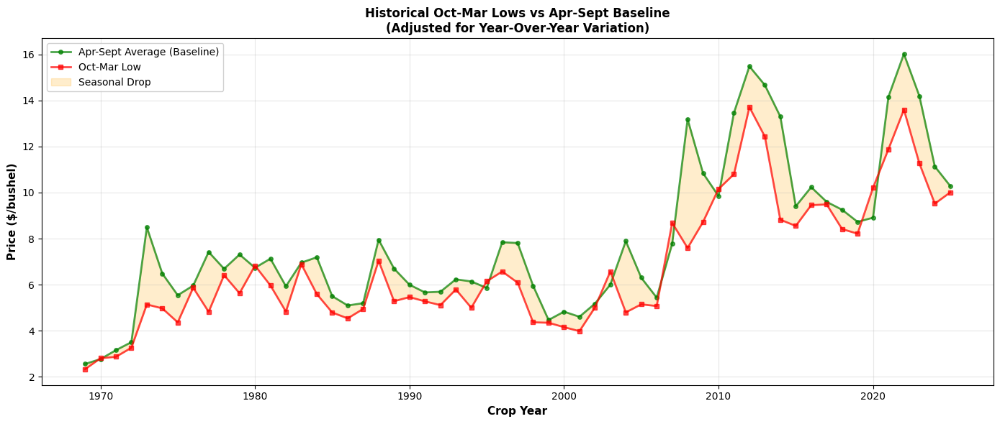 Historical Oct-Mar Lows vs Apr-Sept Baseline
(Adjusted for Year-Over-Year Variation)
Apr-Sept Average (Baseline)
Oct-Mar Low
Seasonal Drop
Price ($/bushel)
16
14
12
10
8
6
4
2
1970
1980
1990
2000
2010
2020
Crop Year